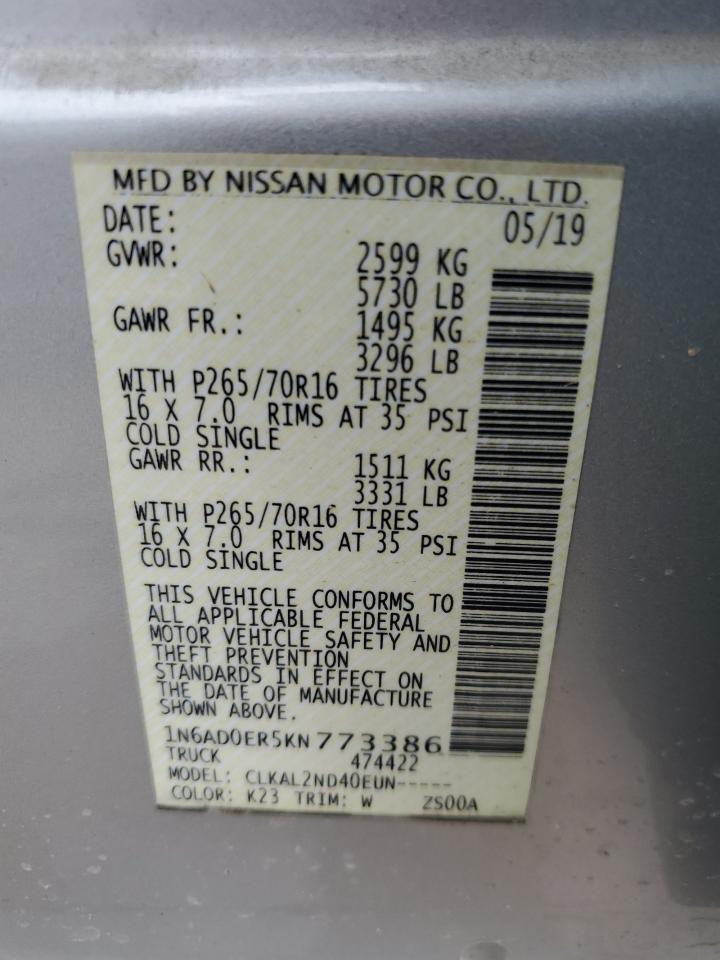 MFD BY NISSAN MOTOR CO., LTD.
DATE: 05/19
GVWR: 2599 KG
5730 LB
GAWR FR.: 1495 KG
3296 LB
WITH P265/70R16 TIRES
16 X 7.0 RIMS AT 35 PSI
COLD SINGLE
GAWR RR.: 1511 KG
3331 LB
WITH P265/70R16 TIRES
16 X 7.0 RIMS AT 35 PSI
COLD SINGLE
THIS VEHICLE CONFORMS TO
ALL APPLICABLE FEDERAL
MOTOR VEHICLE SAFETY AND
THEFT PREVENTION
STANDARDS IN EFFECT ON
THE DATE OF MANUFACTURE
SHOWN ABOVE.
1N6AD0ER5KN773386
TRUCK 474422
MODEL: CLKAL2ND40EUN-----
COLOR: K23 TRIM: W ZS00A